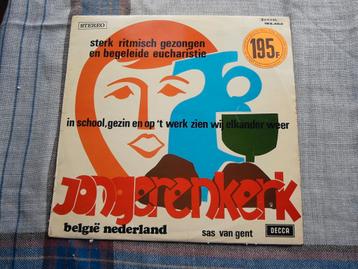 STEREO
sterk ritmisch gezongen
en begeleide eucharistie
195F
in school, gezin en op 't werk zien wij elkander weer
jongerenkerk
belgië nederland
sas van gent
DECCA